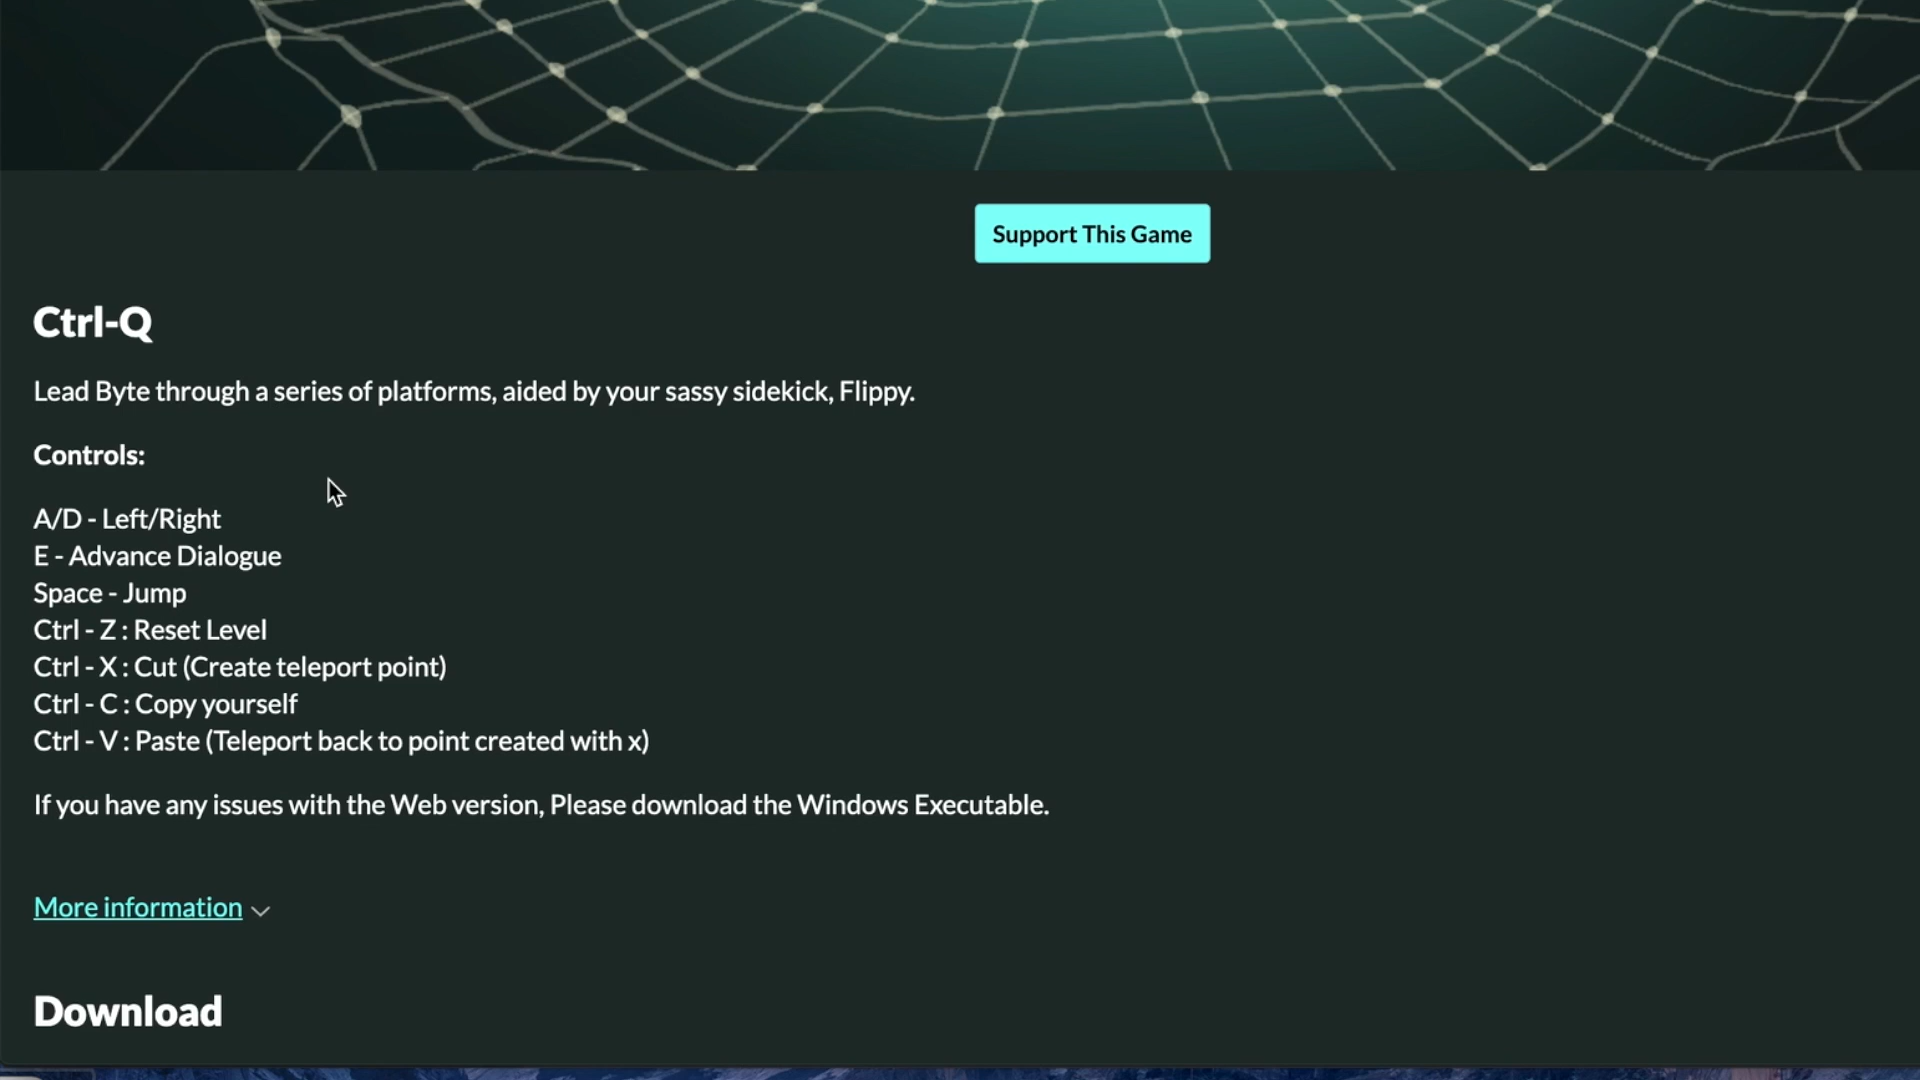 Support This Game
Ctrl-Q
Lead Byte through a series of platforms, aided by your sassy sidekick, Flippy.
Controls:
A/D - Left/Right
E - Advance Dialogue
Space - Jump
Ctrl - Z : Reset Level
Ctrl - X : Cut (Create teleport point)
Ctrl - C : Copy yourself
Ctrl - V : Paste (Teleport back to point created with x)
If you have any issues with the Web version, Please download the Windows Executable.
More information
Download